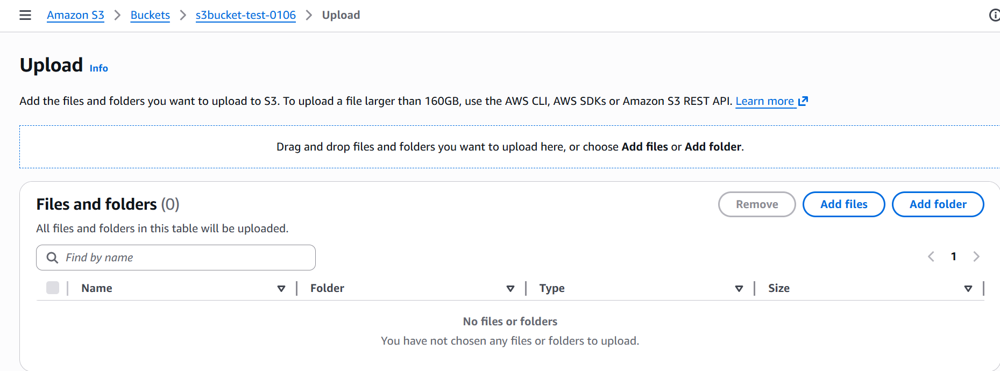 Amazon S3 > Buckets > s3bucket-test-0106 > Upload
Upload Info
Add the files and folders you want to upload to S3. To upload a file larger than 160GB, use the AWS CLI, AWS SDKs or Amazon S3 REST API. Learn more
Drag and drop files and folders you want to upload here, or choose Add files or Add folder.
Files and folders (0)
Remove Add files Add folder
All files and folders in this table will be uploaded.
Find by name
1
Name Folder Type Size
No files or folders
You have not chosen any files or folders to upload.